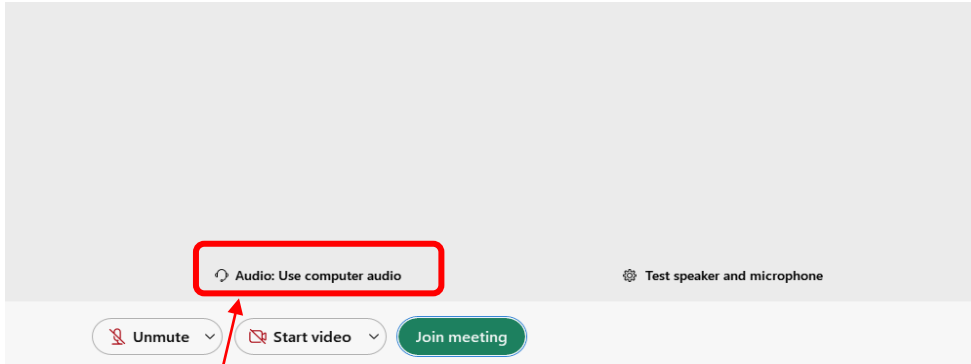 Audio: Use computer audio
Test speaker and microphone
Unmute
Start video
Join meeting